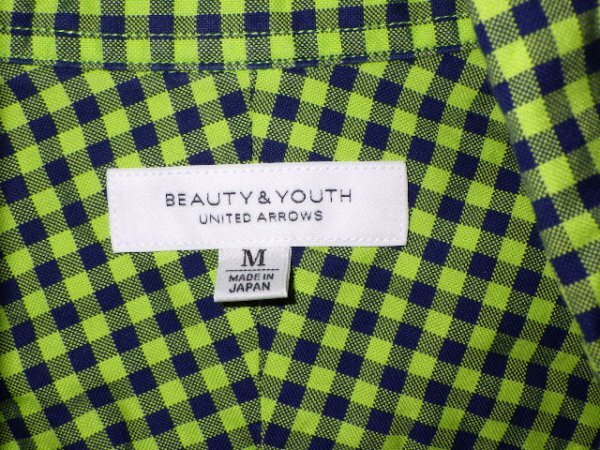 BEAUTY & YOUTH
UNITED ARROWS
M
MADE IN
JAPAN